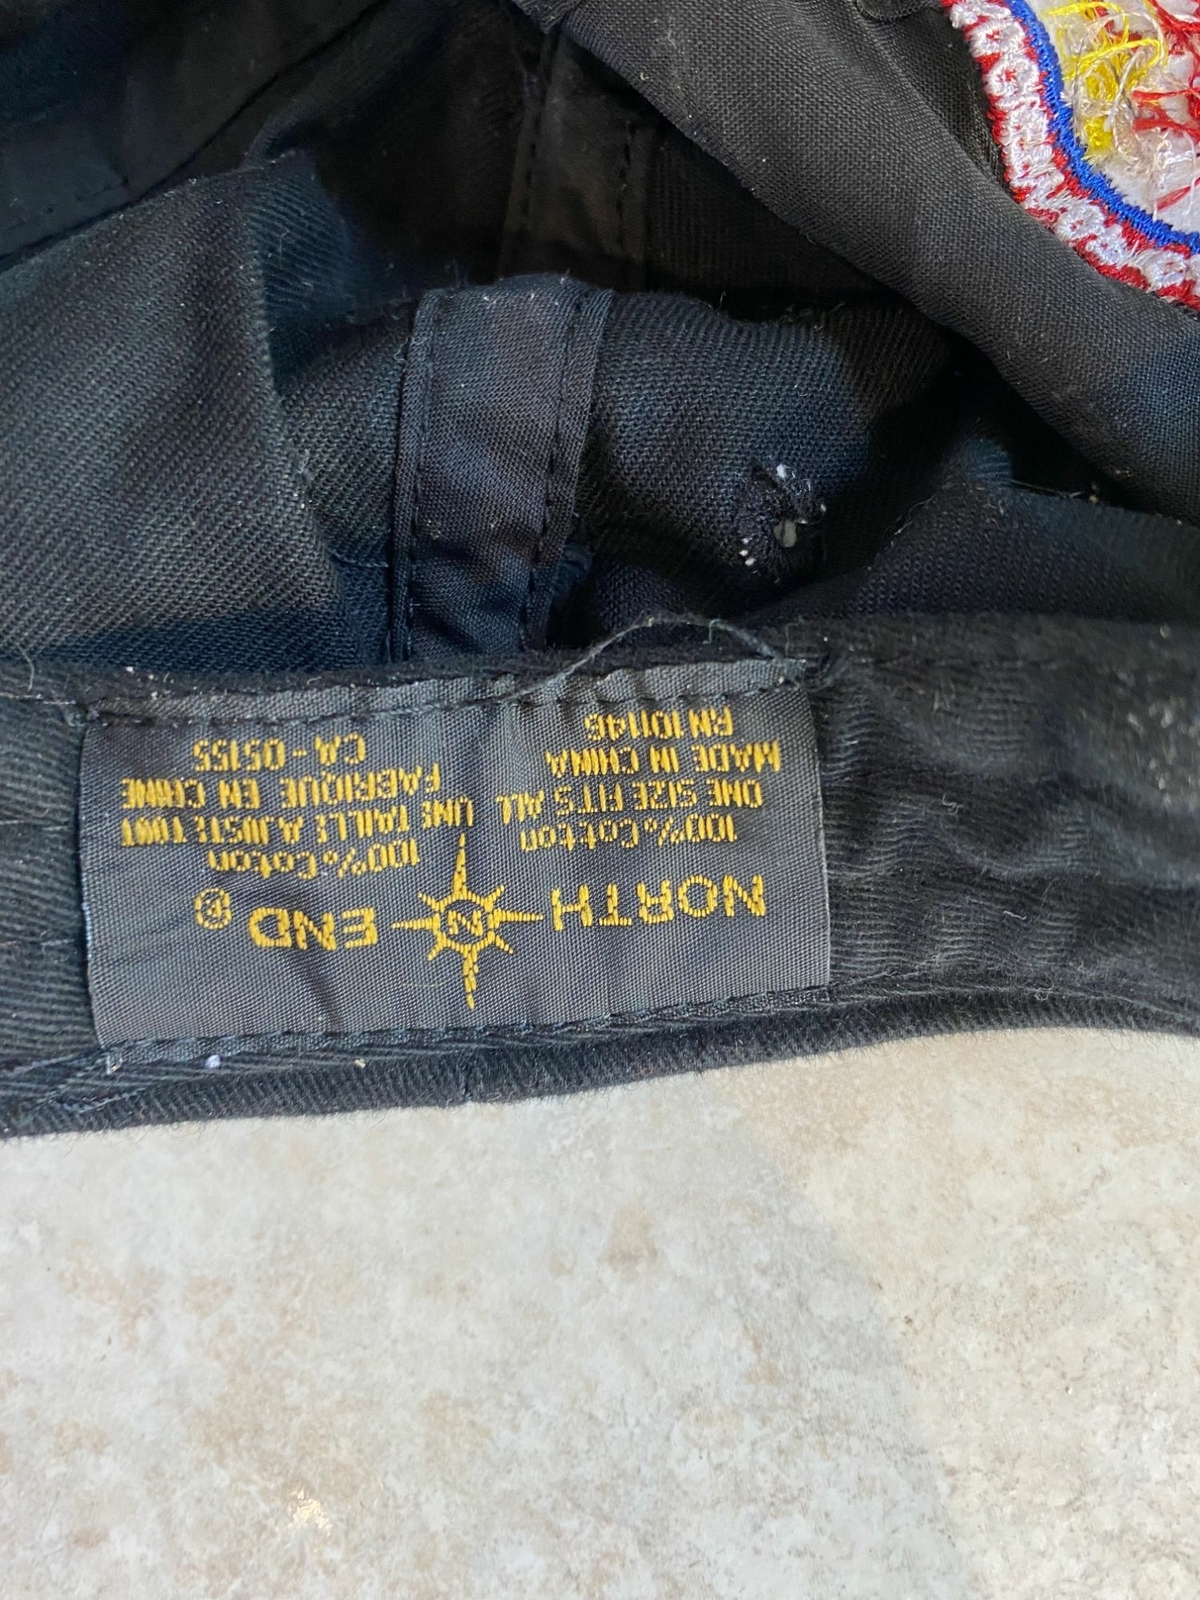 NORTH N END ®
100% Cotton
ONE SIZE FITS ALL
MADE IN CHINA
RN 101146
100% Coton
UNE TAILLE AJUSTE TOUT
FABRIQUE EN CHINE
CA-05155